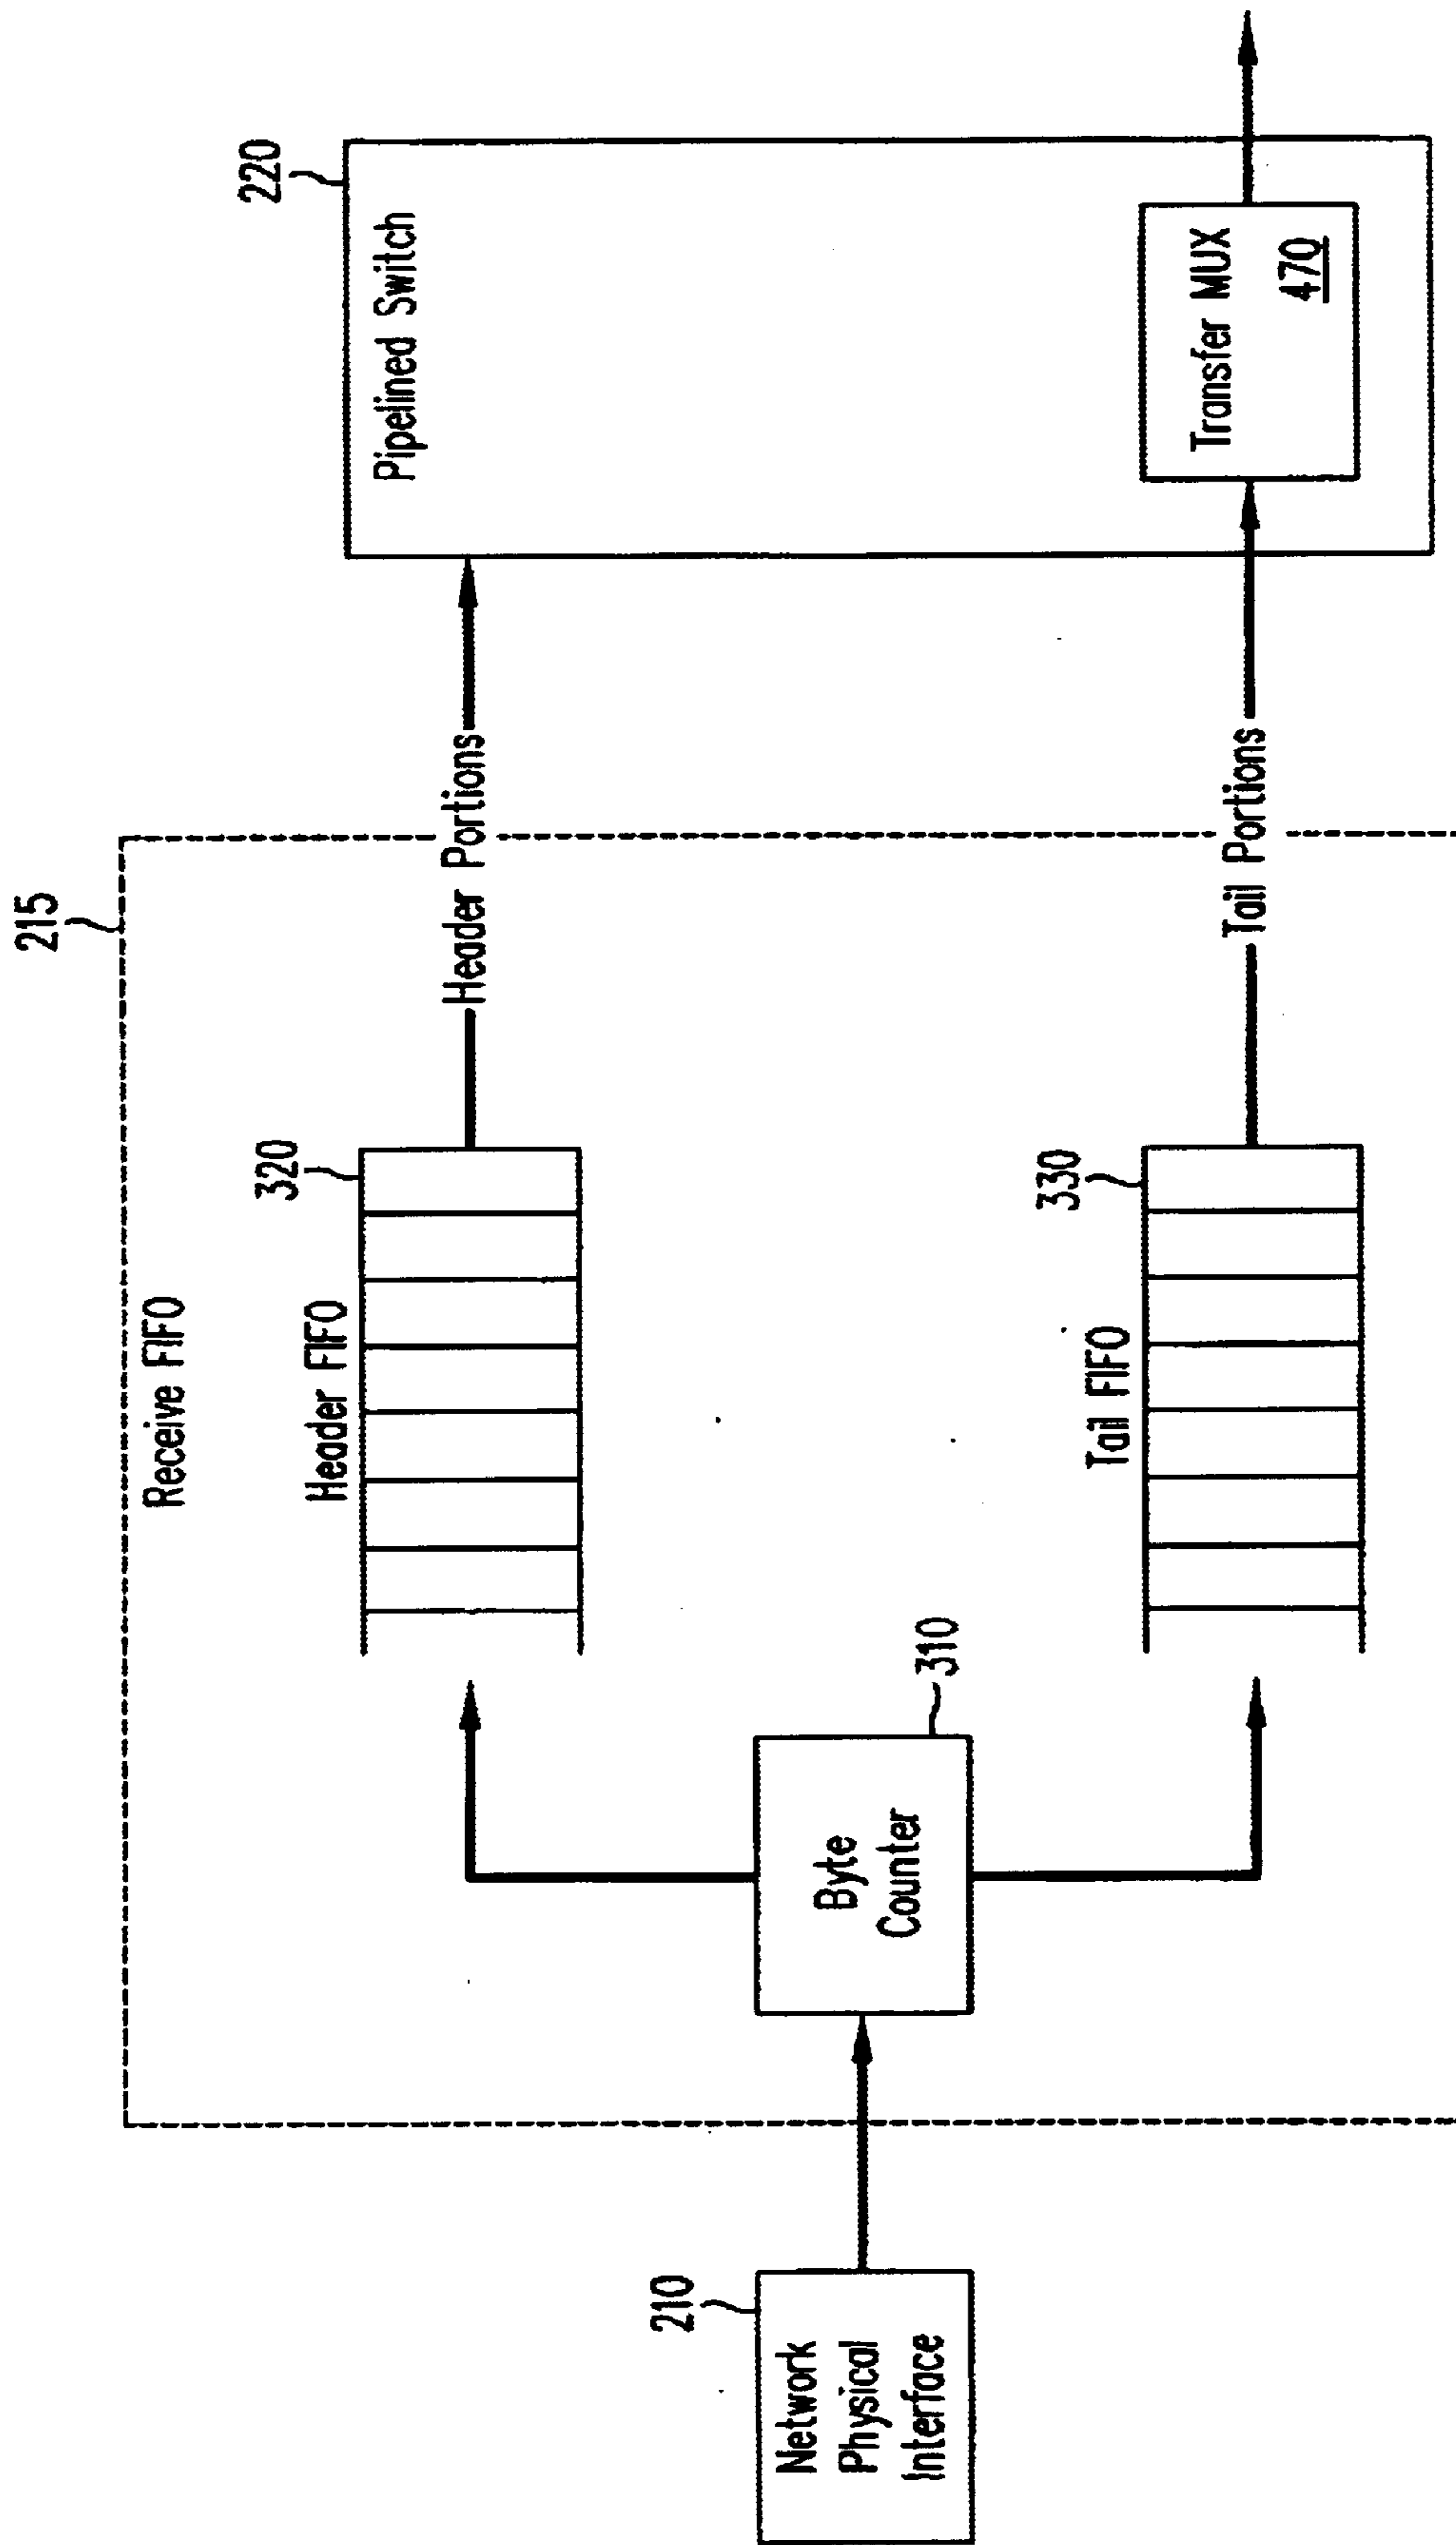 215
Receive FIFO
220
Pipelined Switch
320
Header FIFO
Header Portions
210
Network
Physical
Interface
Byte
Counter
310
330
Tail FIFO
Tail Portions
Transfer MUX
470